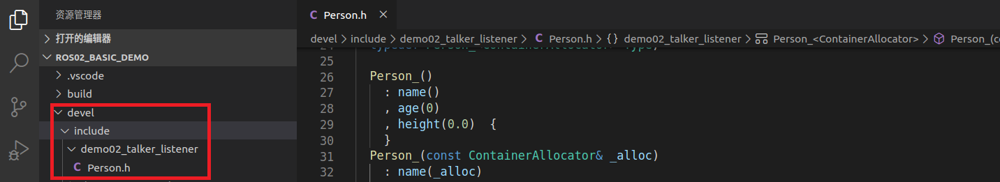 资源管理器
打开的编辑器
ROS02_BASIC_DEMO
.vscode
build
devel
include
demo02_talker_listener
C Person.h
C Person.h ×
devel > include > demo02_talker_listener > C Person.h > {} demo02_talker_listener > Person_<ContainerAllocator> > Person_(co
25
26 Person_()
27 : name()
28 , age(0)
29 , height(0.0) {
30 }
31 Person_(const ContainerAllocator& _alloc)
32 : name(_alloc)